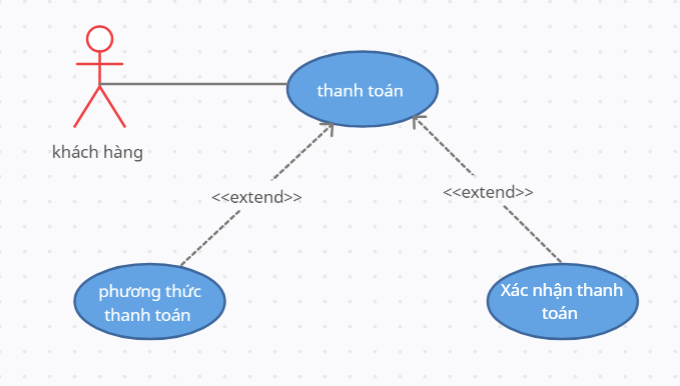 thanh toán
khách hàng
<<extend>>
<<extend>>
phương thức
thanh toán
Xác nhận thanh
toán